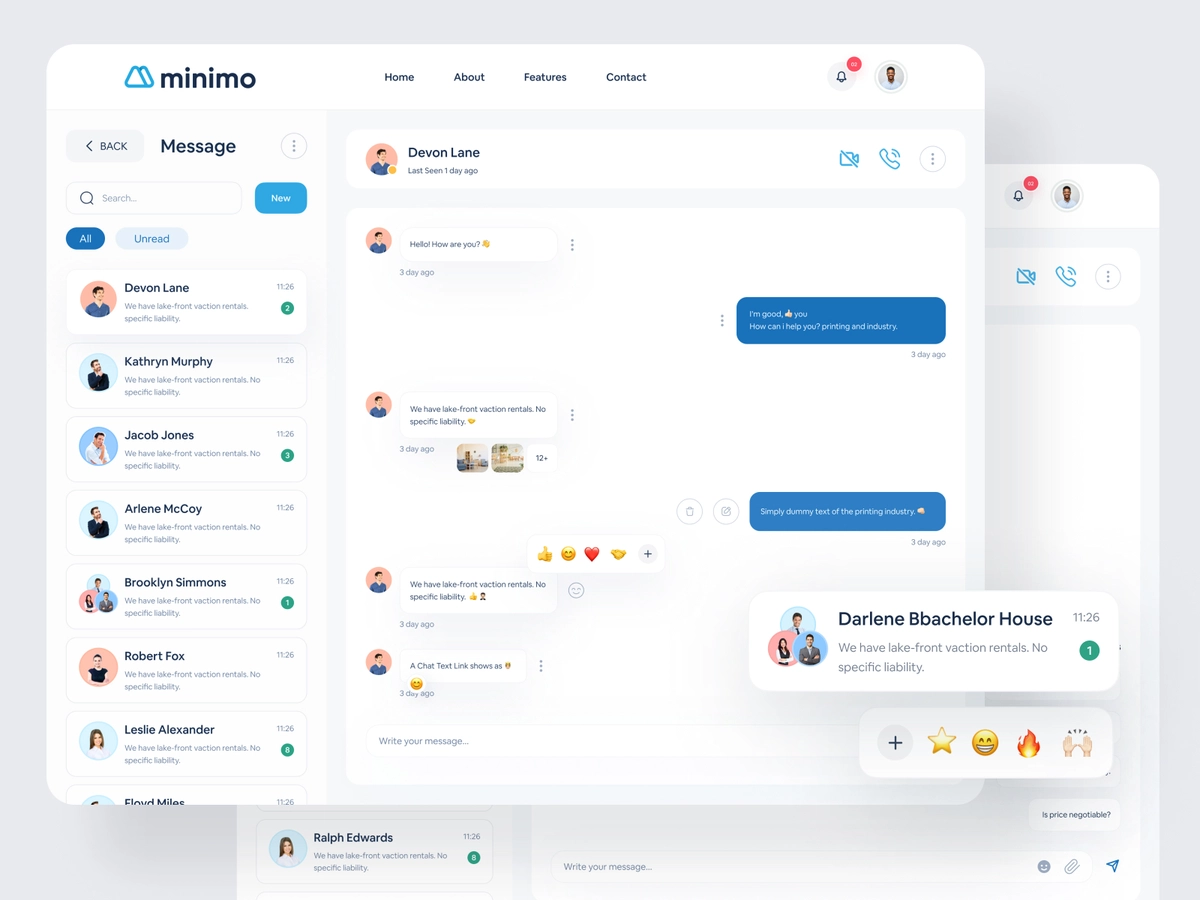 minimo
Home
About
Features
Contact
02
BACK
Message
Search...
New
All
Unread
Devon Lane
11:26
We have lake-front vaction rentals.
specific liability.
2
Kathryn Murphy
11:26
We have lake-front vaction rentals. No
specific liability.
Jacob Jones
11:26
We have lake-front vaction rentals. No
specific liability.
3
Arlene McCoy
11:26
We have lake-front vaction rentals. No
specific liability.
Brooklyn Simmons
11:26
We have lake-front vaction rentals. No
specific liability.
1
Robert Fox
11:26
We have lake-front vaction rentals. No
specific liability.
Leslie Alexander
11:26
We have lake-front vaction rentals. No
specific liability.
8
Floyd Miles
11:26
Devon Lane
Last Seen 1 day ago
Hello! How are you? 👋
3 day ago
I'm good, 👍 you
How can i help you? printing and industry.
3 day ago
We have lake-front vaction rentals. No
specific liability. 🤝
3 day ago
12+
Simply dummy text of the printing industry. 👊🏻
3 day ago
👍 😊 ❤️ 🤝 +
We have lake-front vaction rentals. No
specific liability. 👍 🤵🏻
3 day ago
A Chat Text Link shows as
😊
3 day ago
Write your message...
02
Darlene Bbachelor House
11:26
We have lake-front vaction rentals. No
specific liability.
1
+ ⭐ 😁 🔥 🙌🏻
Is price negotiable?
Ralph Edwards
11:26
We have lake-front vaction rentals. No
specific liability.
8
Write your message...